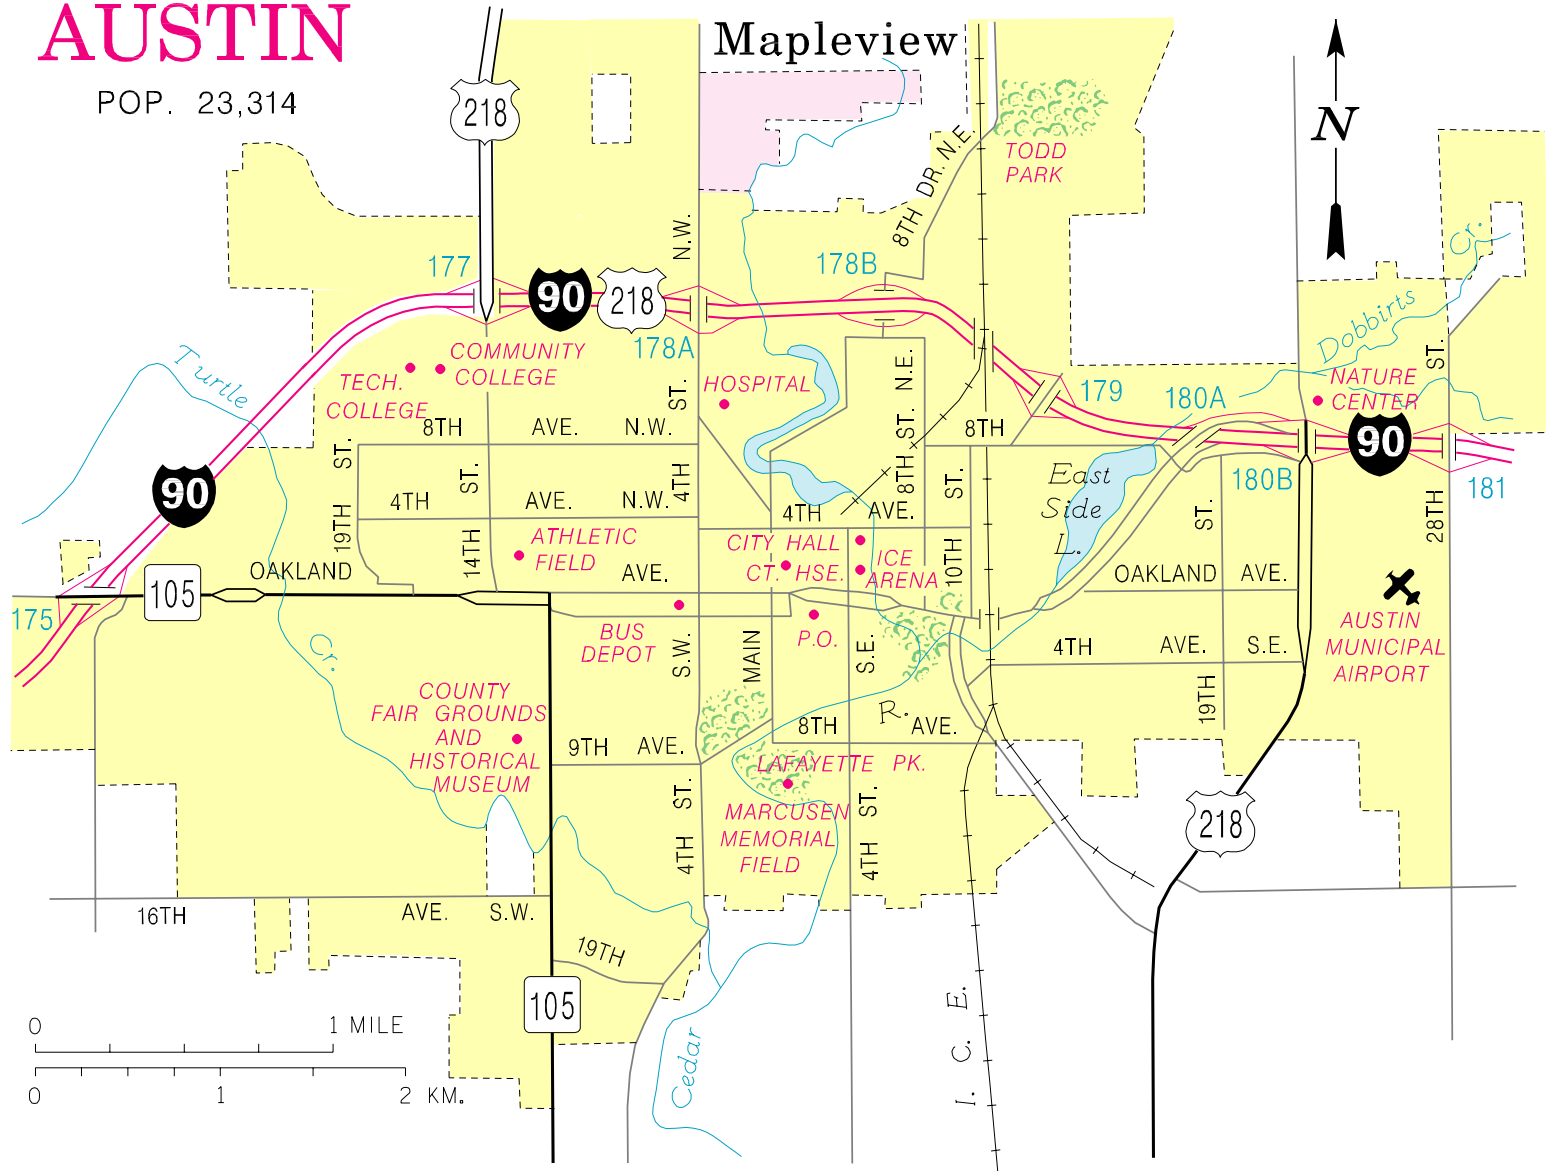 AUSTIN
POP. 23,314
Mapleview
218
N
TODD
PARK
8TH DR. N.E.
N.W.
177
90
218
178B
178A
Dobbirts
Cr.
ST.
Turtle
COMMUNITY
COLLEGE
TECH.
COLLEGE
HOSPITAL
ST.
N.E.
ST.
179
180A
NATURE
CENTER
8TH
AVE.
N.W.
8TH
90
180B
181
ST.
ST.
4TH
8TH
ST.
East
Side
L.
ST.
28TH
90
19TH
4TH
AVE.
N.W.
4TH
AVE.
14TH
ATHLETIC
FIELD
CITY HALL
CT. HSE.
ICE
ARENA
10TH
OAKLAND
AVE.
OAKLAND
AVE.
105
175
BUS
DEPOT
S.W.
MAIN
P.O.
S.E.
4TH
AVE.
S.E.
AUSTIN
MUNICIPAL
AIRPORT
Cr.
COUNTY
FAIR GROUNDS
AND
HISTORICAL
MUSEUM
19TH
8TH
R.
AVE.
9TH
AVE.
LAFAYETTE PK.
ST.
4TH
MARCUSEN
MEMORIAL
FIELD
ST.
4TH
218
16TH
AVE.
S.W.
19TH
105
I. C. E.
Cedar
0
1 MILE
0
1
2 KM.